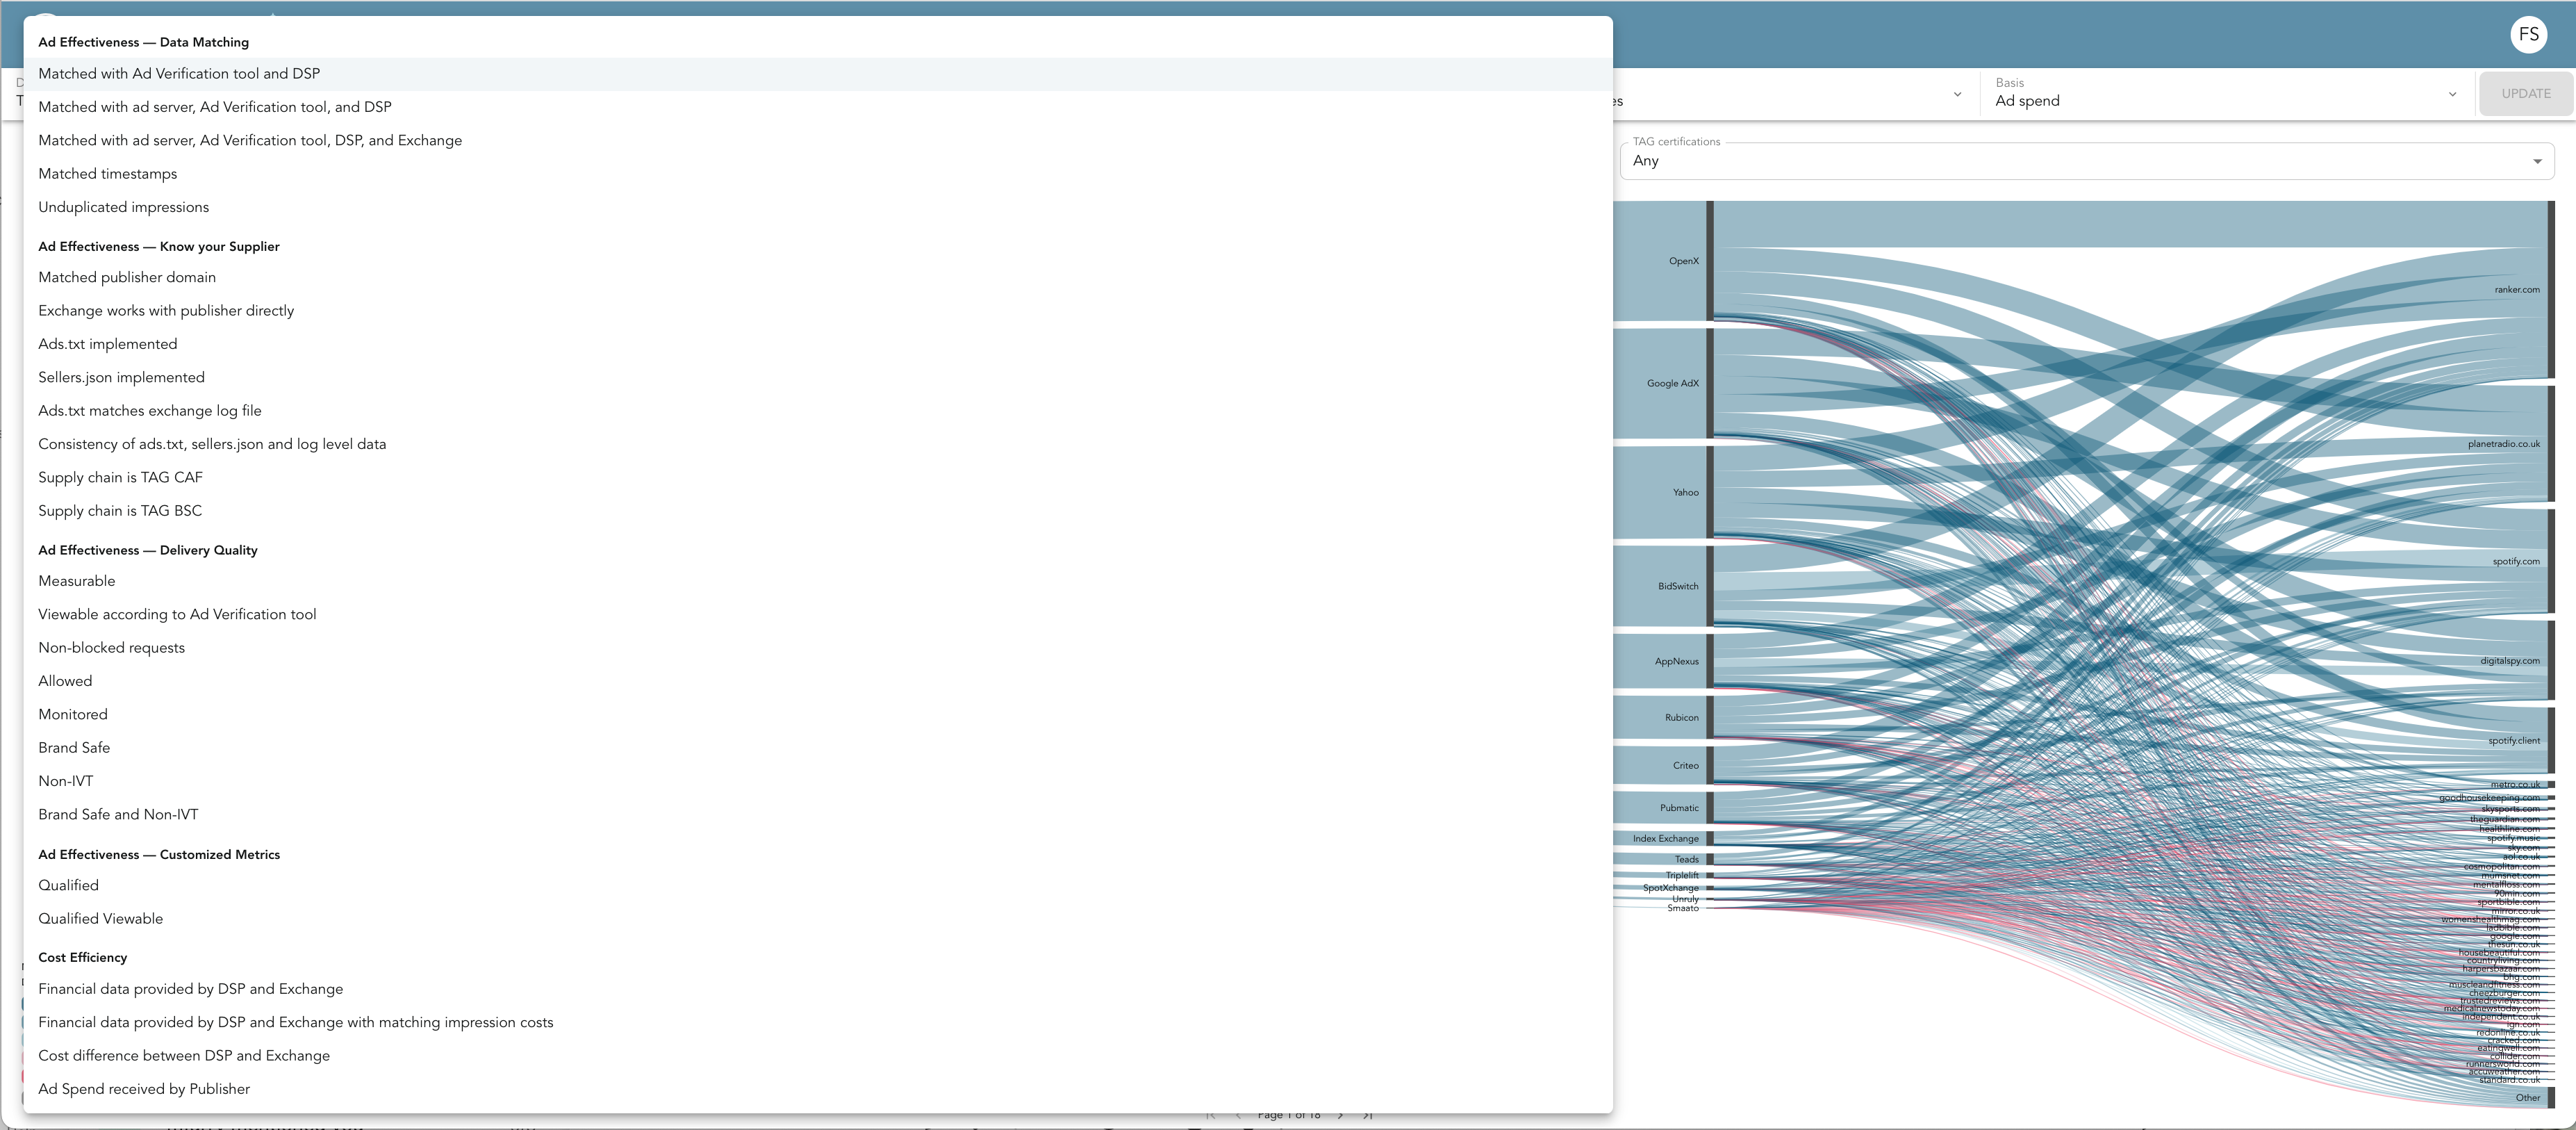 Ad Effectiveness — Data Matching
Matched with Ad Verification tool and DSP
Matched with ad server, Ad Verification tool, and DSP
Matched with ad server, Ad Verification tool, DSP, and Exchange
Matched timestamps
Unduplicated impressions
Ad Effectiveness — Know your Supplier
Matched publisher domain
Exchange works with publisher directly
Ads.txt implemented
Sellers.json implemented
Ads.txt matches exchange log file
Consistency of ads.txt, sellers.json and log level data
Supply chain is TAG CAF
Supply chain is TAG BSC
Ad Effectiveness — Delivery Quality
Measurable
Viewable according to Ad Verification tool
Non-blocked requests
Allowed
Monitored
Brand Safe
Non-IVT
Brand Safe and Non-IVT
Ad Effectiveness — Customized Metrics
Qualified
Qualified Viewable
Cost Efficiency
Financial data provided by DSP and Exchange
Financial data provided by DSP and Exchange with matching impression costs
Cost difference between DSP and Exchange
Ad Spend received by Publisher
FS
Basis
Ad spend
UPDATE
TAG certifications
Any
OpenX
Google AdX
Yahoo
BidSwitch
AppNexus
Rubicon
Criteo
Pubmatic
Index Exchange
Teads
Triplelift
SpotXchange
Unruly
Smaato
ranker.com
planetradio.co.uk
spotify.com
digitalspy.com
spotify.client
metro.co.uk
goodhousekeeping.com
skysports.com
theguardian.com
healthline.com
spotify.music
sky.com
aol.co.uk
cosmopolitan.com
mumsnet.com
mentalfloss.com
90min.com
sportbible.com
mirror.co.uk
womenshealthmag.com
ladbible.com
google.com
thesun.co.uk
housebeautiful.com
countryliving.com
harpersbazaar.com
bhg.com
muscleandfitness.com
cheezburger.com
trustedreviews.com
medicalnewstoday.com
independent.co.uk
ign.com
redonline.co.uk
cracked.com
eatingwell.com
collider.com
runnersworld.com
accuweather.com
standard.co.uk
Other
Page 1 of 18